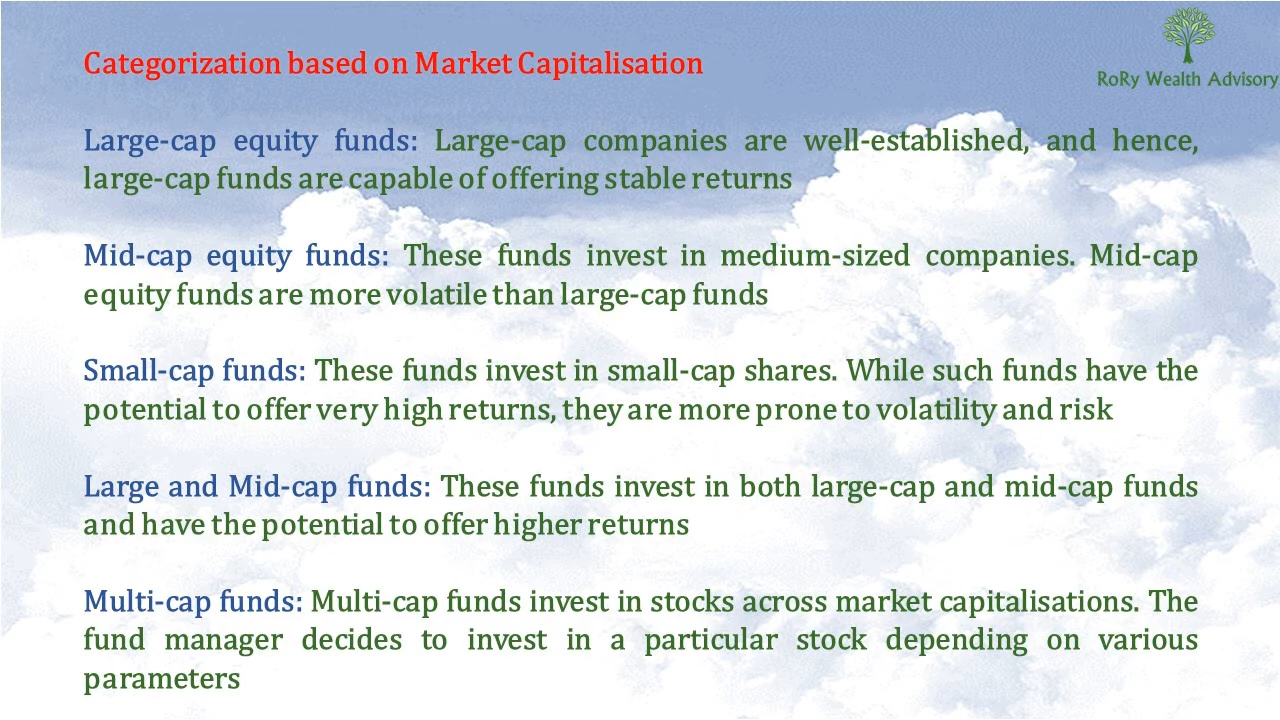 Categorization based on Market Capitalisation
RoRy Wealth Advisory
Large-cap equity funds: Large-cap companies are well-established, and hence,
large-cap funds are capable of offering stable returns
Mid-cap equity funds: These funds invest in medium-sized companies. Mid-cap
equity funds are more volatile than large-cap funds
Small-cap funds: These funds invest in small-cap shares. While such funds have the
potential to offer very high returns, they are more prone to volatility and risk
Large and Mid-cap funds: These funds invest in both large-cap and mid-cap funds
and have the potential to offer higher returns
Multi-cap funds: Multi-cap funds invest in stocks across market capitalisations. The
fund manager decides to invest in a particular stock depending on various
parameters